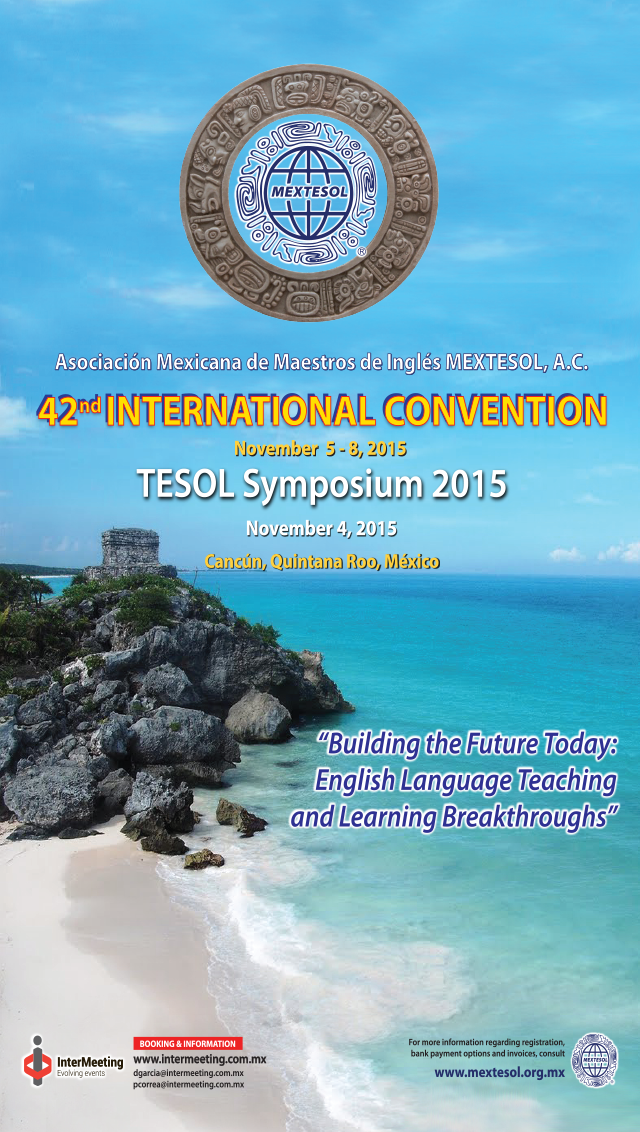 MEXTESOL
®
Asociación Mexicana de Maestros de Inglés MEXTESOL, A.C.
42nd INTERNATIONAL CONVENTION
November 5 - 8, 2015
TESOL Symposium 2015
November 4, 2015
Cancún, Quintana Roo, México
“Building the Future Today:
English Language Teaching
and Learning Breakthroughs”
InterMeeting
Evolving events
BOOKING & INFORMATION
www.intermeeting.com.mx
dgarcia@intermeeting.com.mx
pcorrea@intermeeting.com.mx
For more information regarding registration,
bank payment options and invoices, consult
www.mextesol.org.mx
MEXTESOL